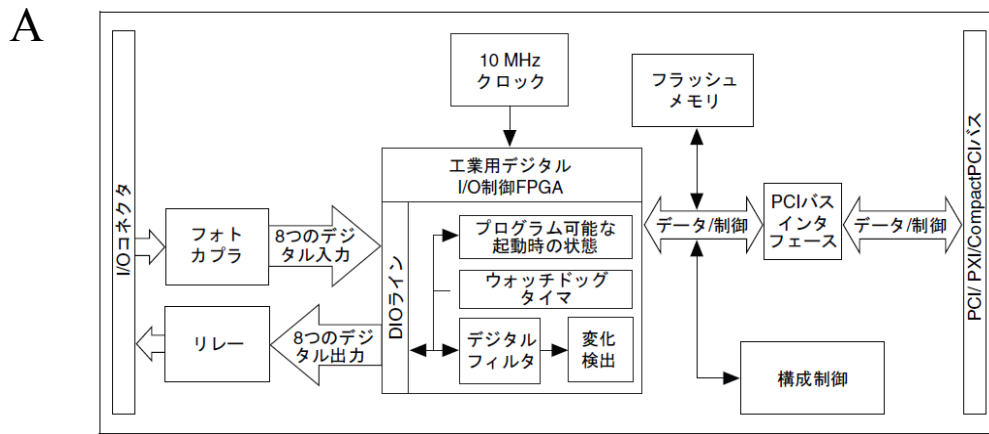 A
10 MHz
クロック
フラッシュ
メモリ
工業用デジタル
I/O制御FPGA
I/Oコネクタ
フォト
カプラ
8つのデジ
タル入力
DIOライン
プログラム可能な
起動時の状態
ウォッチドッグ
タイマ
データ/制御
PCIバス
インタ
フェース
データ/制御
PCI/ PXI/CompactPCIバス
リレー
8つのデジ
タル出力
デジタル
フィルタ
変化
検出
構成制御